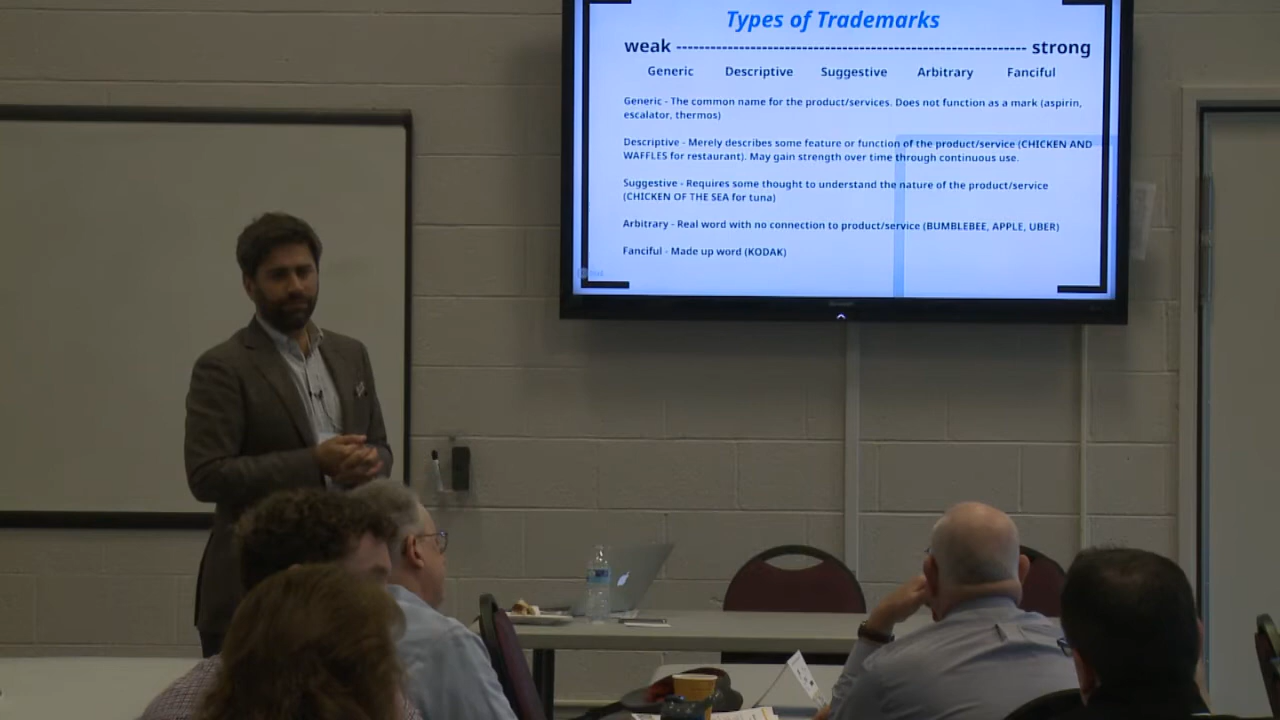 Types of Trademarks
weak ---------------------------------------------------------------- strong
Generic Descriptive Suggestive Arbitrary Fanciful
Generic - The common name for the product/services. Does not function as a mark (aspirin,
escalator, thermos)
Descriptive - Merely describes some feature or function of the product/service (CHICKEN AND
WAFFLES for restaurant). May gain strength over time through continuous use.
Suggestive - Requires some thought to understand the nature of the product/service
(CHICKEN OF THE SEA for tuna)
Arbitrary - Real word with no connection to product/service (BUMBLEBEE, APPLE, UBER)
Fanciful - Made up word (KODAK)